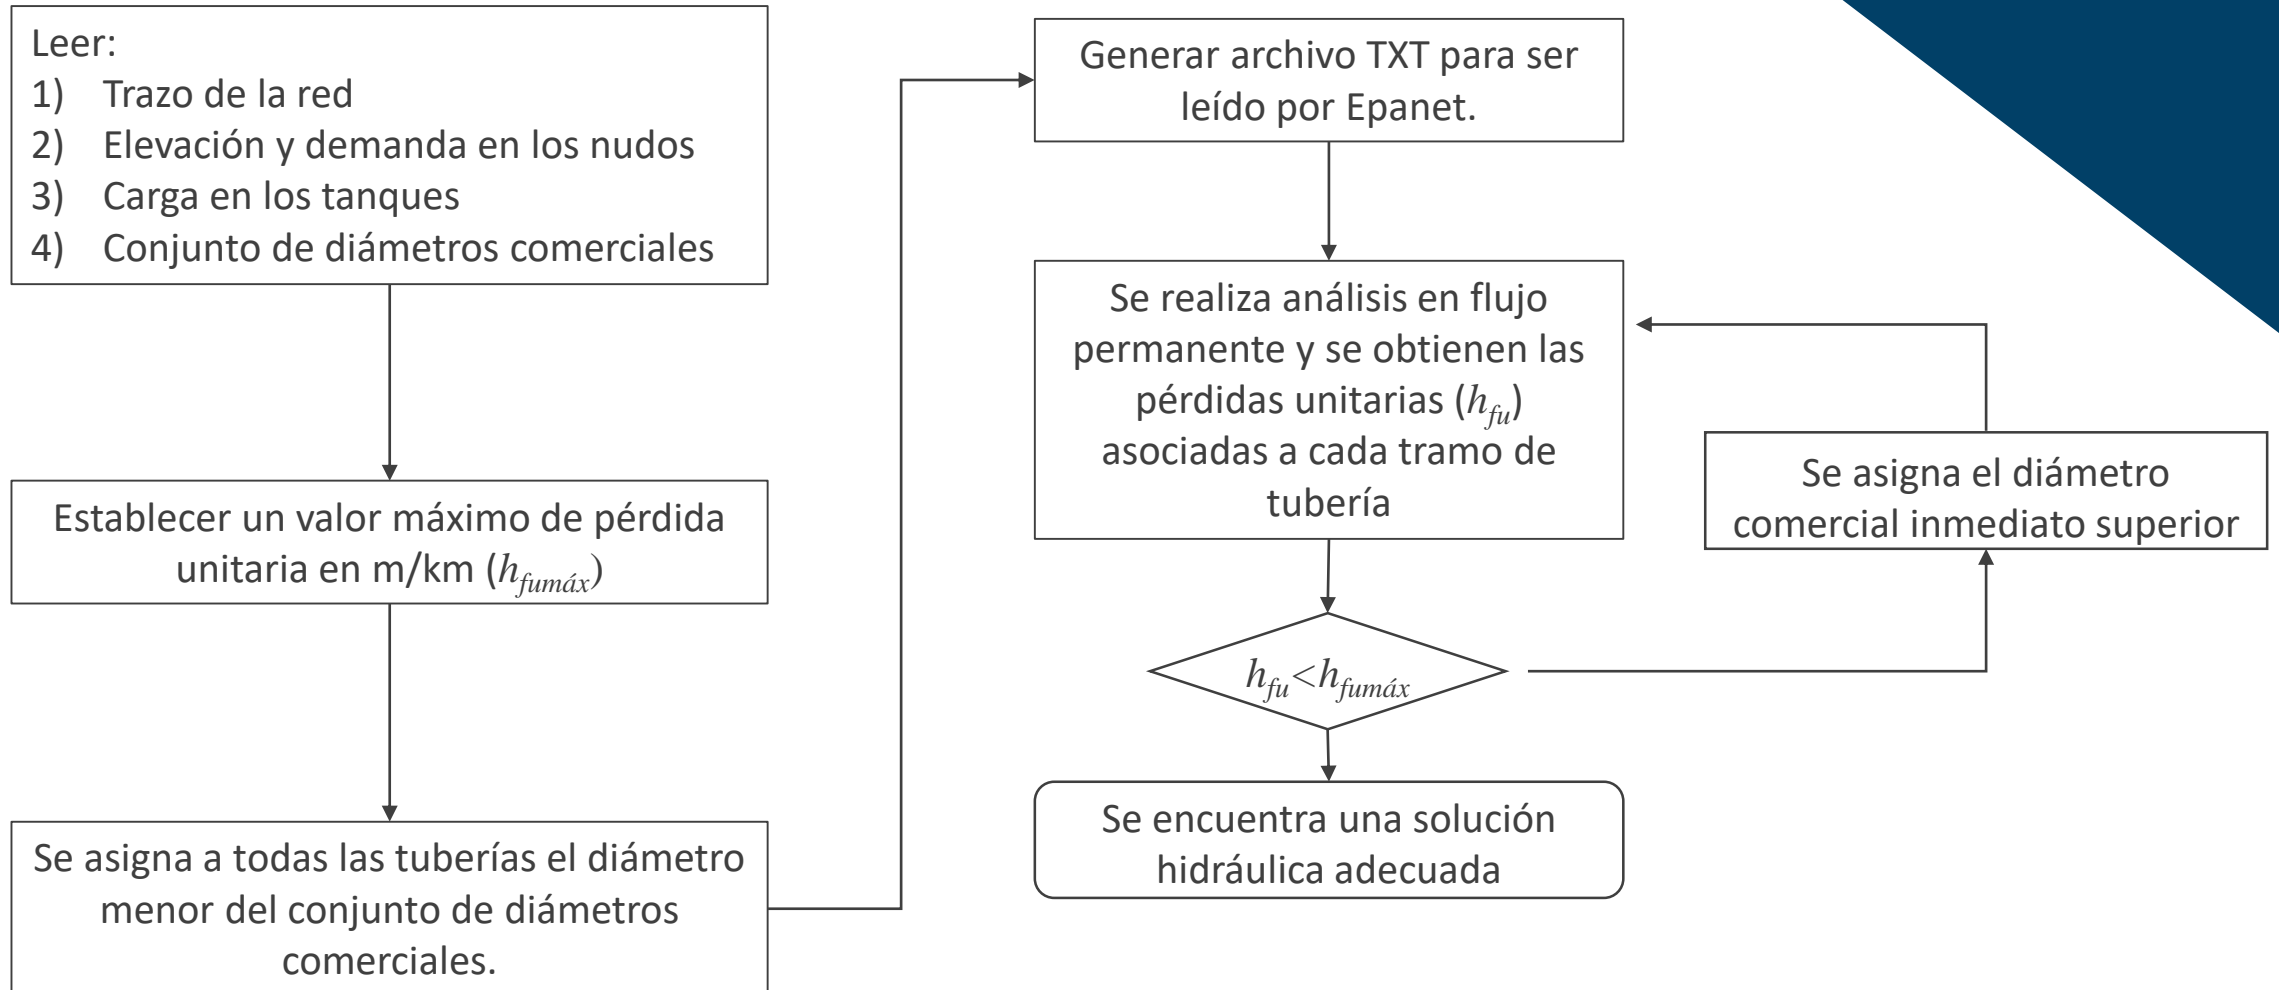 Leer:
1) Trazo de la red
2) Elevación y demanda en los nudos
3) Carga en los tanques
4) Conjunto de diámetros comerciales
Establecer un valor máximo de pérdida
unitaria en m/km (hfumáx)
Se asigna a todas las tuberías el diámetro
menor del conjunto de diámetros
comerciales.
Generar archivo TXT para ser
leído por Epanet.
Se realiza análisis en flujo
permanente y se obtienen las
pérdidas unitarias (hfu)
asociadas a cada tramo de
tubería
hfu<hfumáx
Se encuentra una solución
hidráulica adecuada
Se asigna el diámetro
comercial inmediato superior